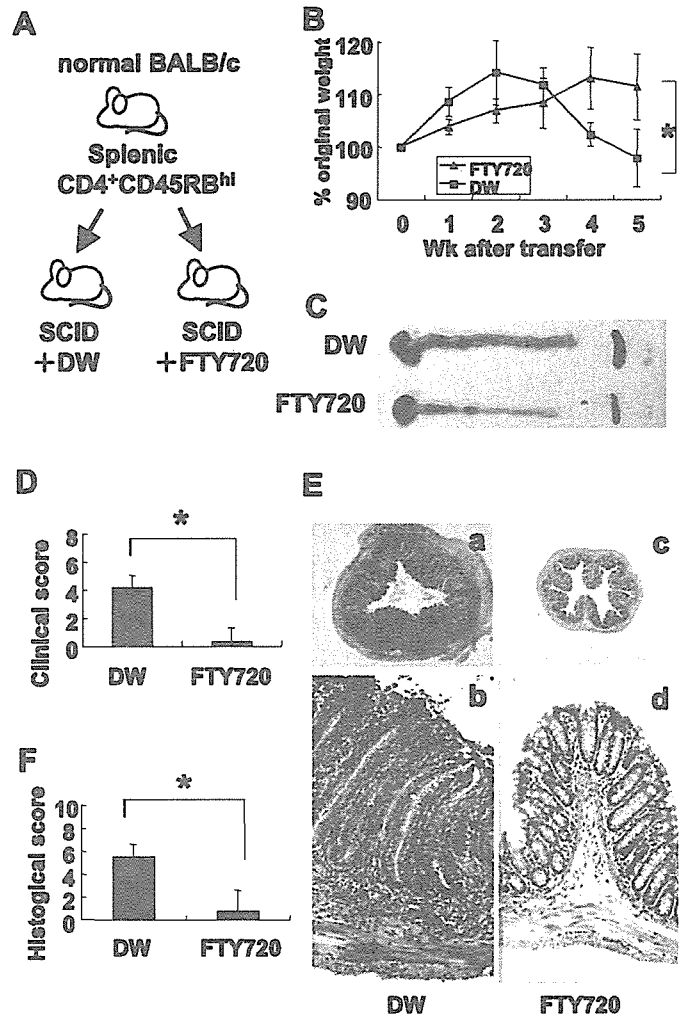 A
normal BALB/c
Splenic
CD4⁺CD45RBʰⁱ
SCID
+DW
SCID
+FTY720
B
% original weight
120
110
100
90
FTY720
DW
*
0 1 2 3 4 5
Wk after transfer
C
DW
FTY720
D
Clinical score
8
6
4
2
0
*
DW
FTY720
E
a
c
b
d
DW
FTY720
F
Histogical score
10
8
6
4
2
0
*
DW
FTY720